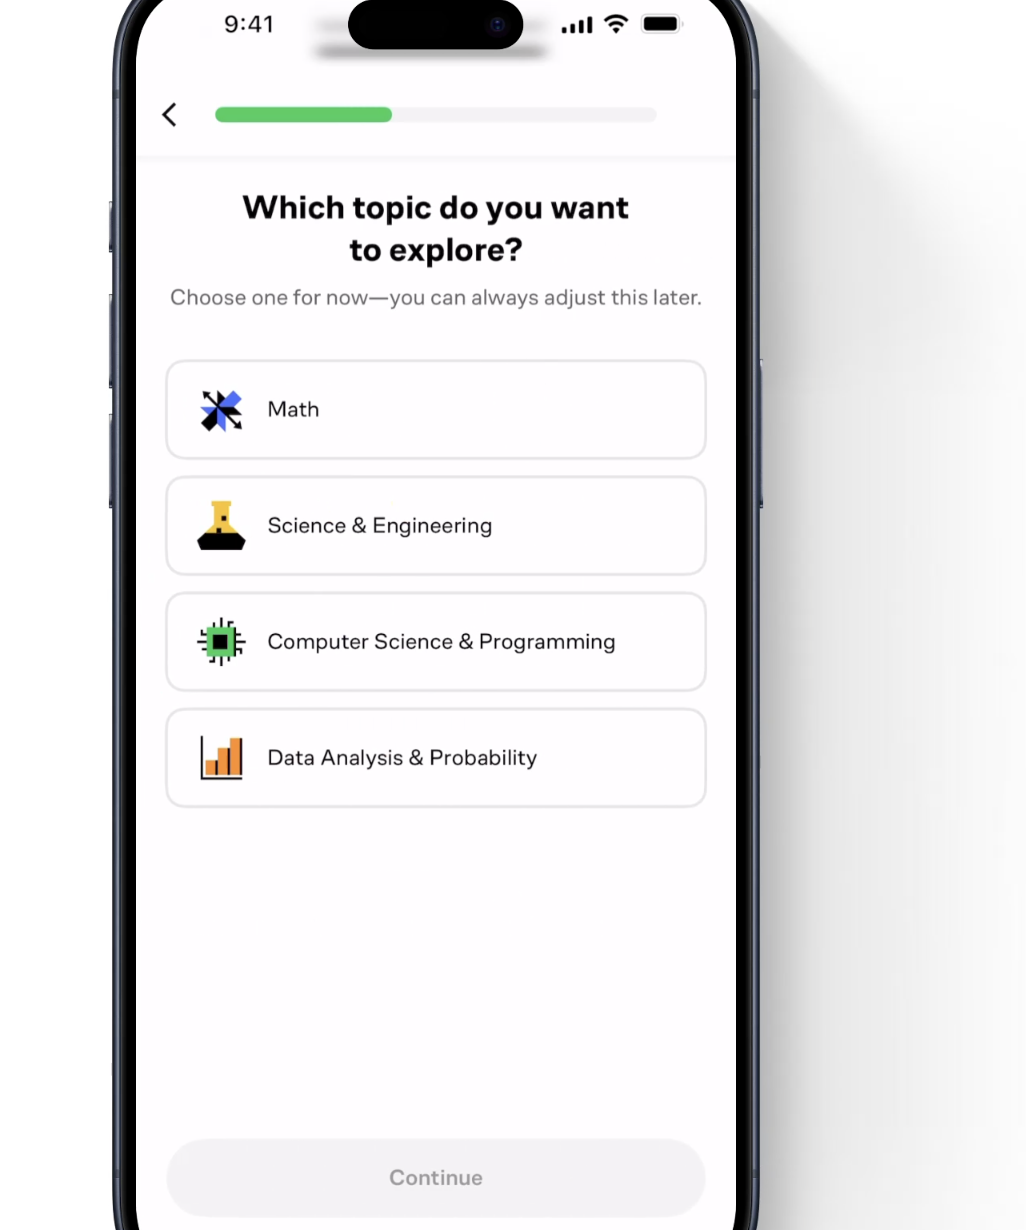 9:41
Which topic do you want
to explore?
Choose one for now—you can always adjust this later.
Math
Science & Engineering
Computer Science & Programming
Data Analysis & Probability
Continue